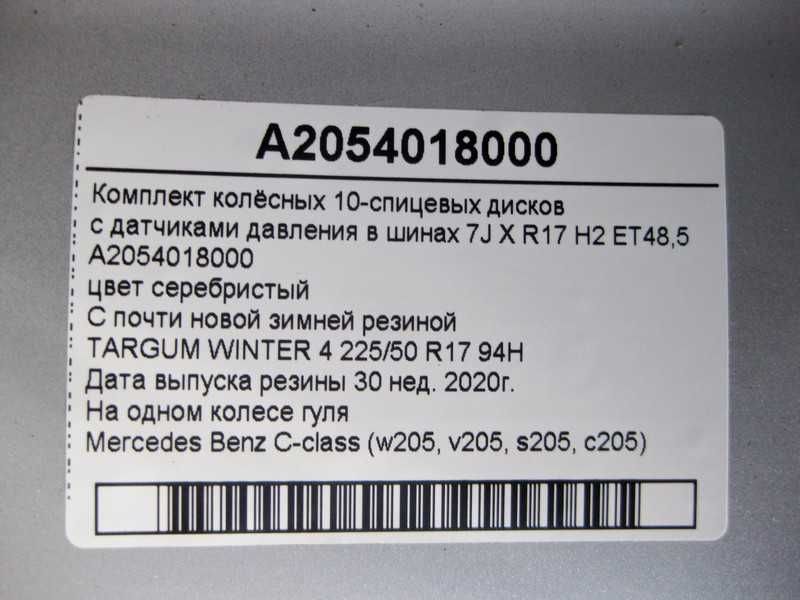 A2054018000
Комплект колёсных 10-спицевых дисков
с датчиками давления в шинах 7J X R17 H2 ET48,5
A2054018000
цвет серебристый
С почти новой зимней резиной
TARGUM WINTER 4 225/50 R17 94H
Дата выпуска резины 30 нед. 2020г.
На одном колесе гуля
Mercedes Benz C-class (w205, v205, s205, c205)